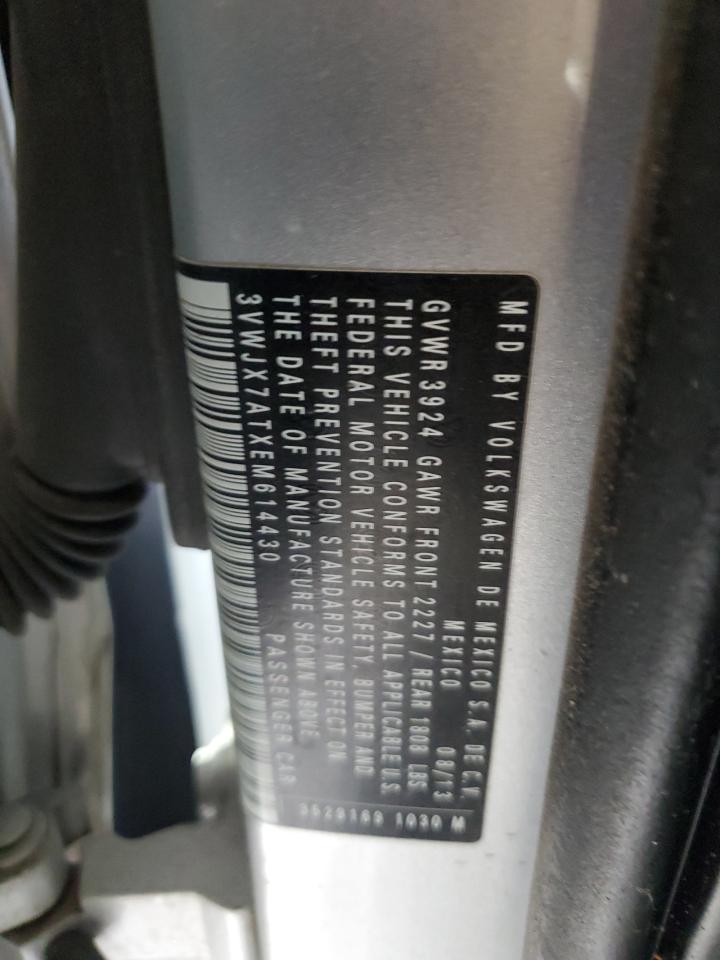 MFD BY VOLKSWAGEN DE MEXICO S.A. DE C.V.
MEXICO 08/13
GVWR 3924 GAWR FRONT 2227 / REAR 1808 LBS
THIS VEHICLE CONFORMS TO ALL APPLICABLE U.S.
FEDERAL MOTOR VEHICLE SAFETY, BUMPER AND
THEFT PREVENTION STANDARDS IN EFFECT ON
THE DATE OF MANUFACTURE SHOWN ABOVE.
3VWJX7ATXEM614430 PASSENGER CAR
1030 M